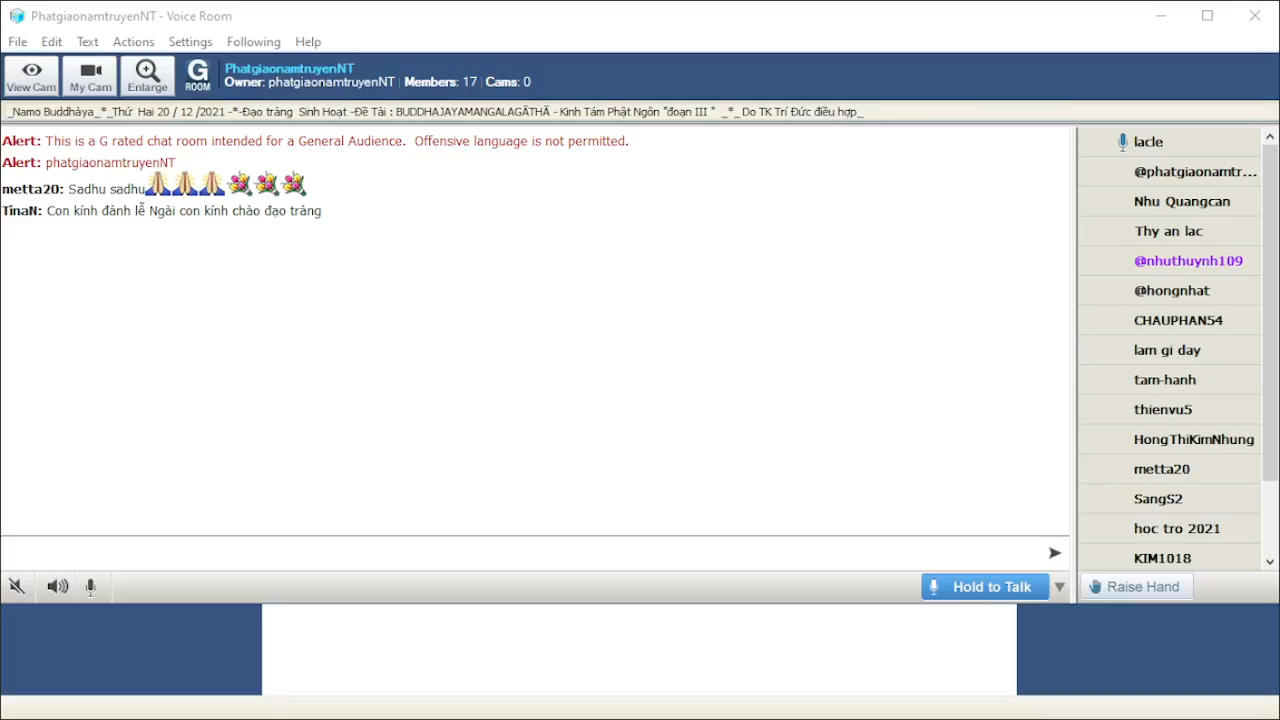 PhatgiaonamtruyenNT - Voice Room
File Edit Text Actions Settings Following Help
View Cam
My Cam
Enlarge
G
ROOM
PhatgiaonamtruyenNT
Owner: phatgiaonamtruyenNT | Members: 17 | Cams: 0
_Namo Buddhàya_*_Thứ Hai 20 / 12 /2021 -*-Đạo tràng Sinh Hoạt -Đề Tài : BUDDHAJAYAMANGALAGĀTHĀ - Kinh Tám Phật Ngôn "đoạn III " _*_ Do TK Trí Đức điều hợp_
Alert: This is a G rated chat room intended for a General Audience. Offensive language is not permitted.
Alert: phatgiaonamtruyenNT
metta20: Sadhu sadhu
TinaN: Con kính đảnh lễ Ngài con kính chào đạo tràng
lacle
@phatgiaonamtr...
Nhu Quangcan
Thy an lac
@nhuthuynh109
@hongnhat
CHAUPHAN54
lam gi day
tam-hanh
thienvu5
HongThiKimNhung
metta20
SangS2
hoc tro 2021
KIM1018
Hold to Talk
Raise Hand